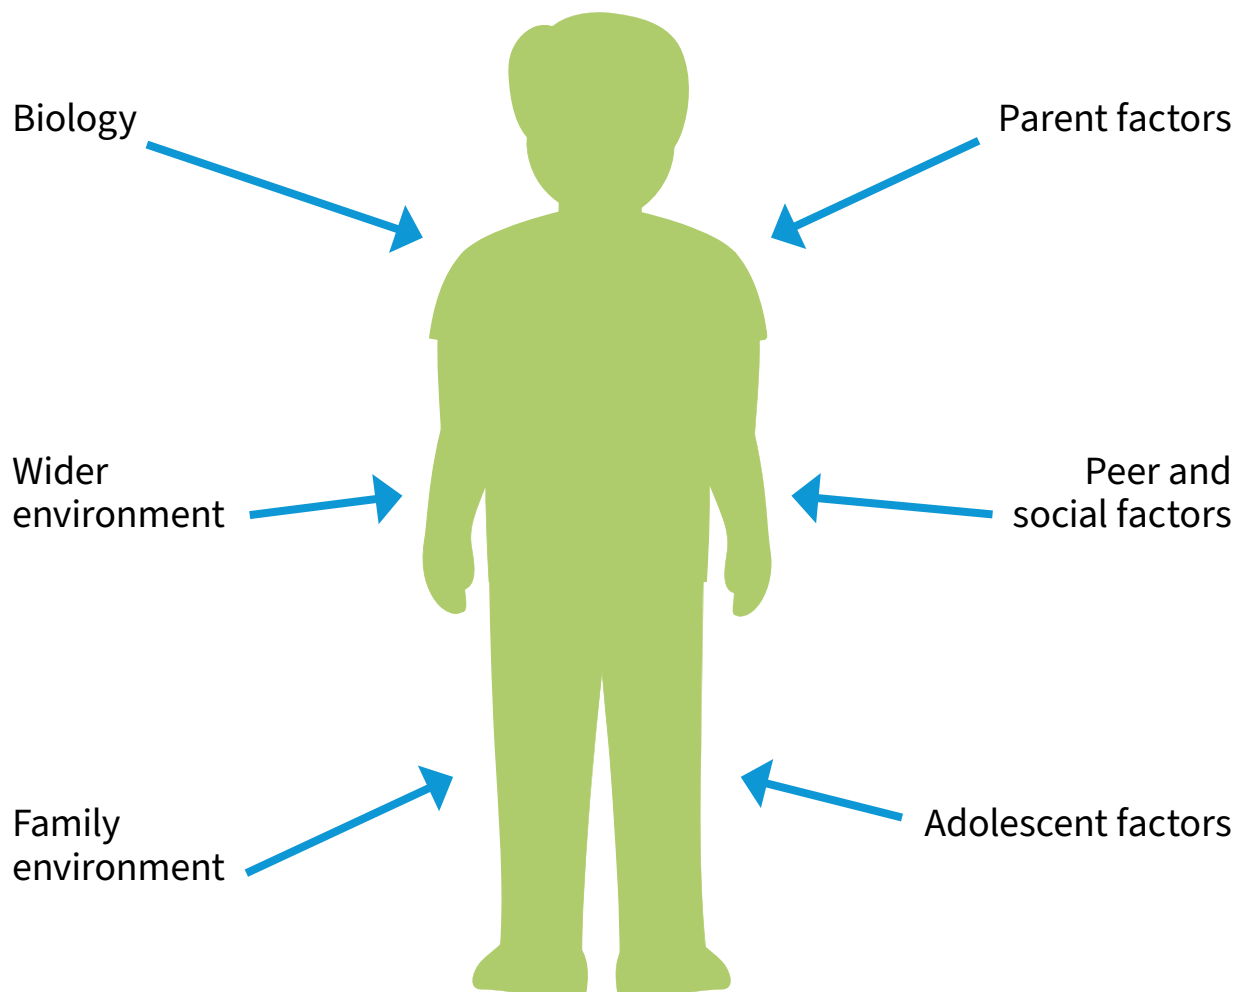 Biology
Parent factors
Wider
environment
Peer and
social factors
Family
environment
Adolescent factors